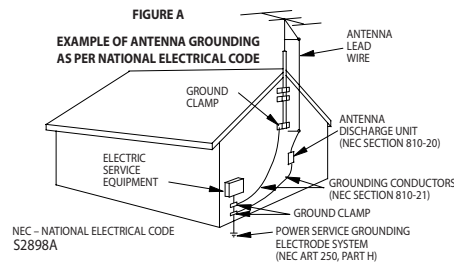 FIGURE A
EXAMPLE OF ANTENNA GROUNDING
AS PER NATIONAL ELECTRICAL CODE
ANTENNA
LEAD
WIRE
GROUND
CLAMP
ANTENNA
DISCHARGE UNIT
(NEC SECTION 810-20)
ELECTRIC
SERVICE
EQUIPMENT
GROUNDING CONDUCTORS
(NEC SECTION 810-21)
GROUND CLAMP
POWER SERVICE GROUNDING
ELECTRODE SYSTEM
(NEC ART 250, PART H)
NEC – NATIONAL ELECTRICAL CODE
S2898A